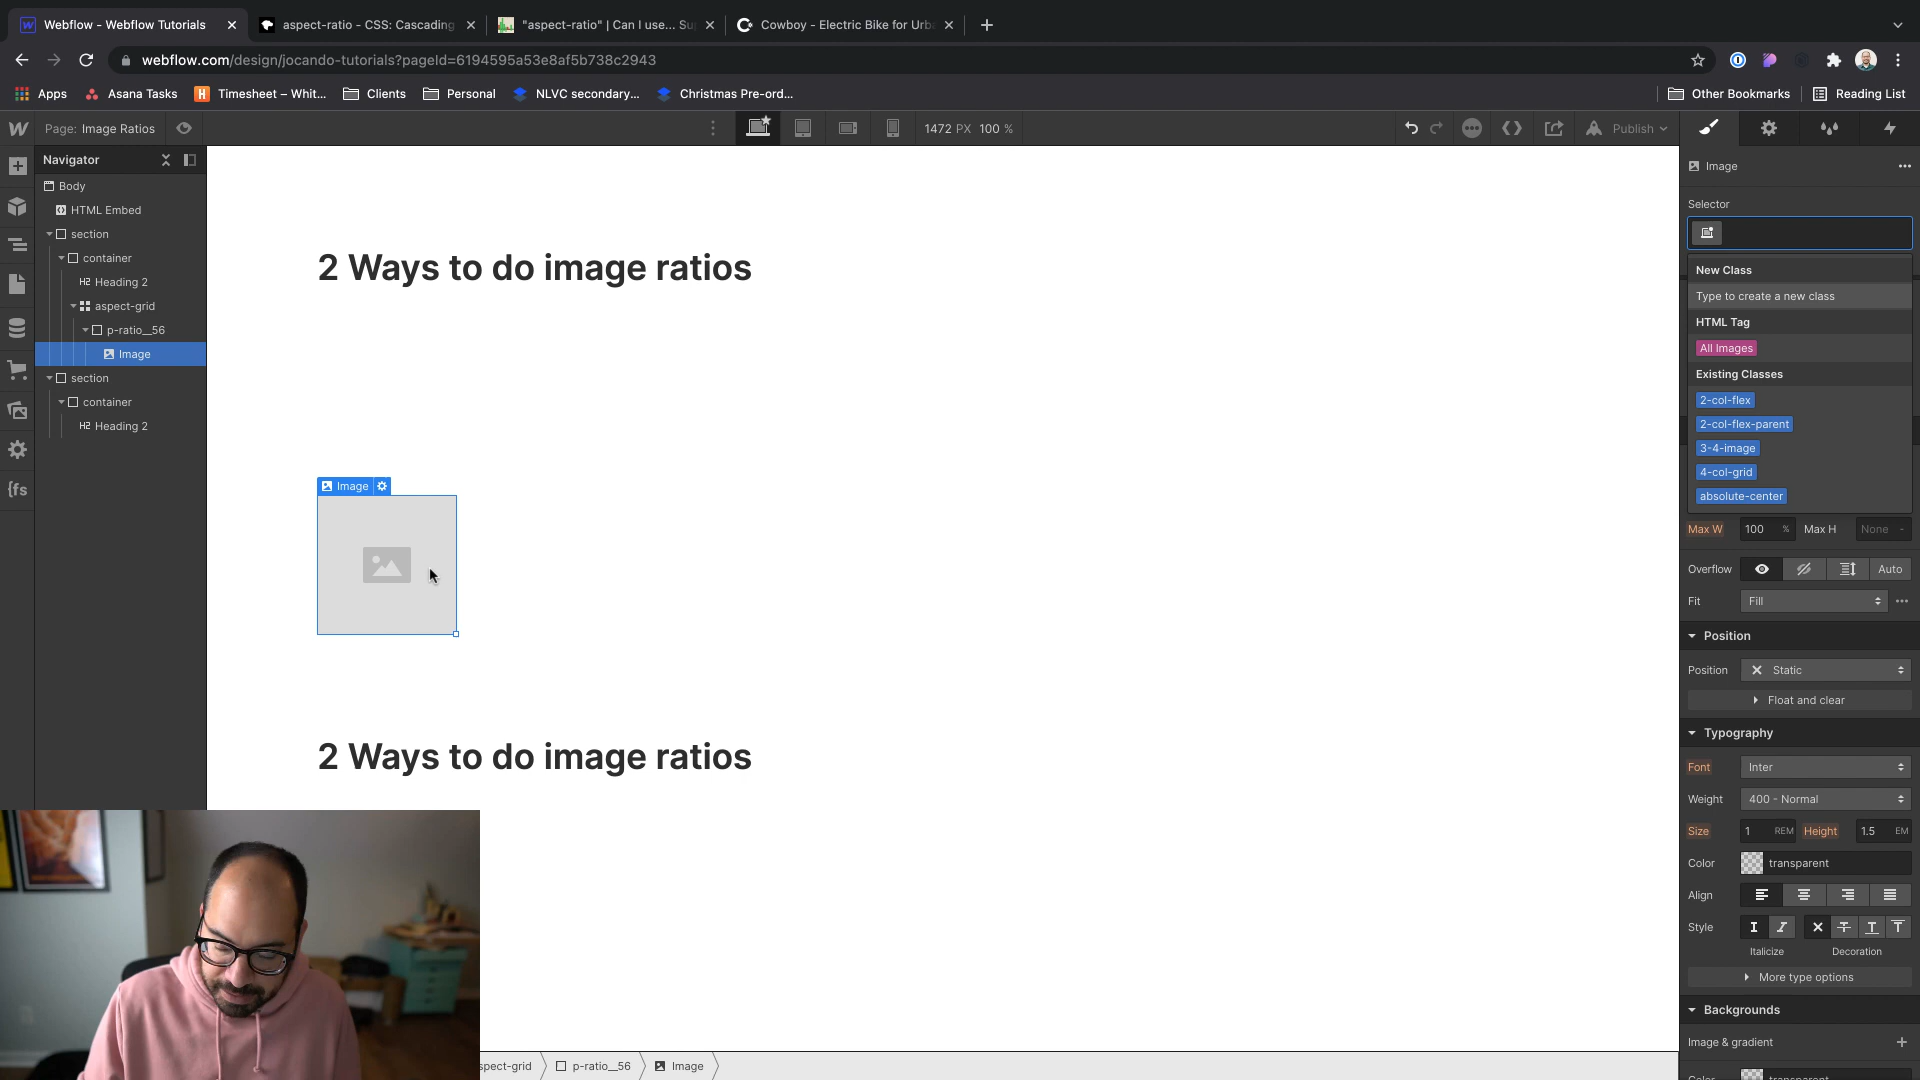 Webflow - Webflow Tutorials
aspect-ratio - CSS: Cascading
"aspect-ratio" | Can I use... Su
Cowboy - Electric Bike for Urb
webflow.com/design/jocando-tutorials?pageId=6194595a53e8af5b738c2943
Apps
Asana Tasks
Timesheet – Whit...
Clients
Personal
NLVC secondary...
Christmas Pre-ord...
Other Bookmarks
Reading List
Page: Image Ratios
1472 PX 100 %
Publish
Navigator
Body
HTML Embed
section
container
H2 Heading 2
aspect-grid
p-ratio__56
Image
section
container
H2 Heading 2
2 Ways to do image ratios
Image
2 Ways to do image ratios
spect-grid
p-ratio__56
Image
Image
Selector
New Class
Type to create a new class
HTML Tag
All Images
Existing Classes
2-col-flex
2-col-flex-parent
3-4-image
4-col-grid
absolute-center
Max W 100 % Max H None -
Overflow Auto
Fit Fill
Position
Position Static
Float and clear
Typography
Font Inter
Weight 400 - Normal
Size 1 REM Height 1.5 EM
Color transparent
Align
Style
Italicize Decoration
More type options
Backgrounds
Image & gradient
Color transparent